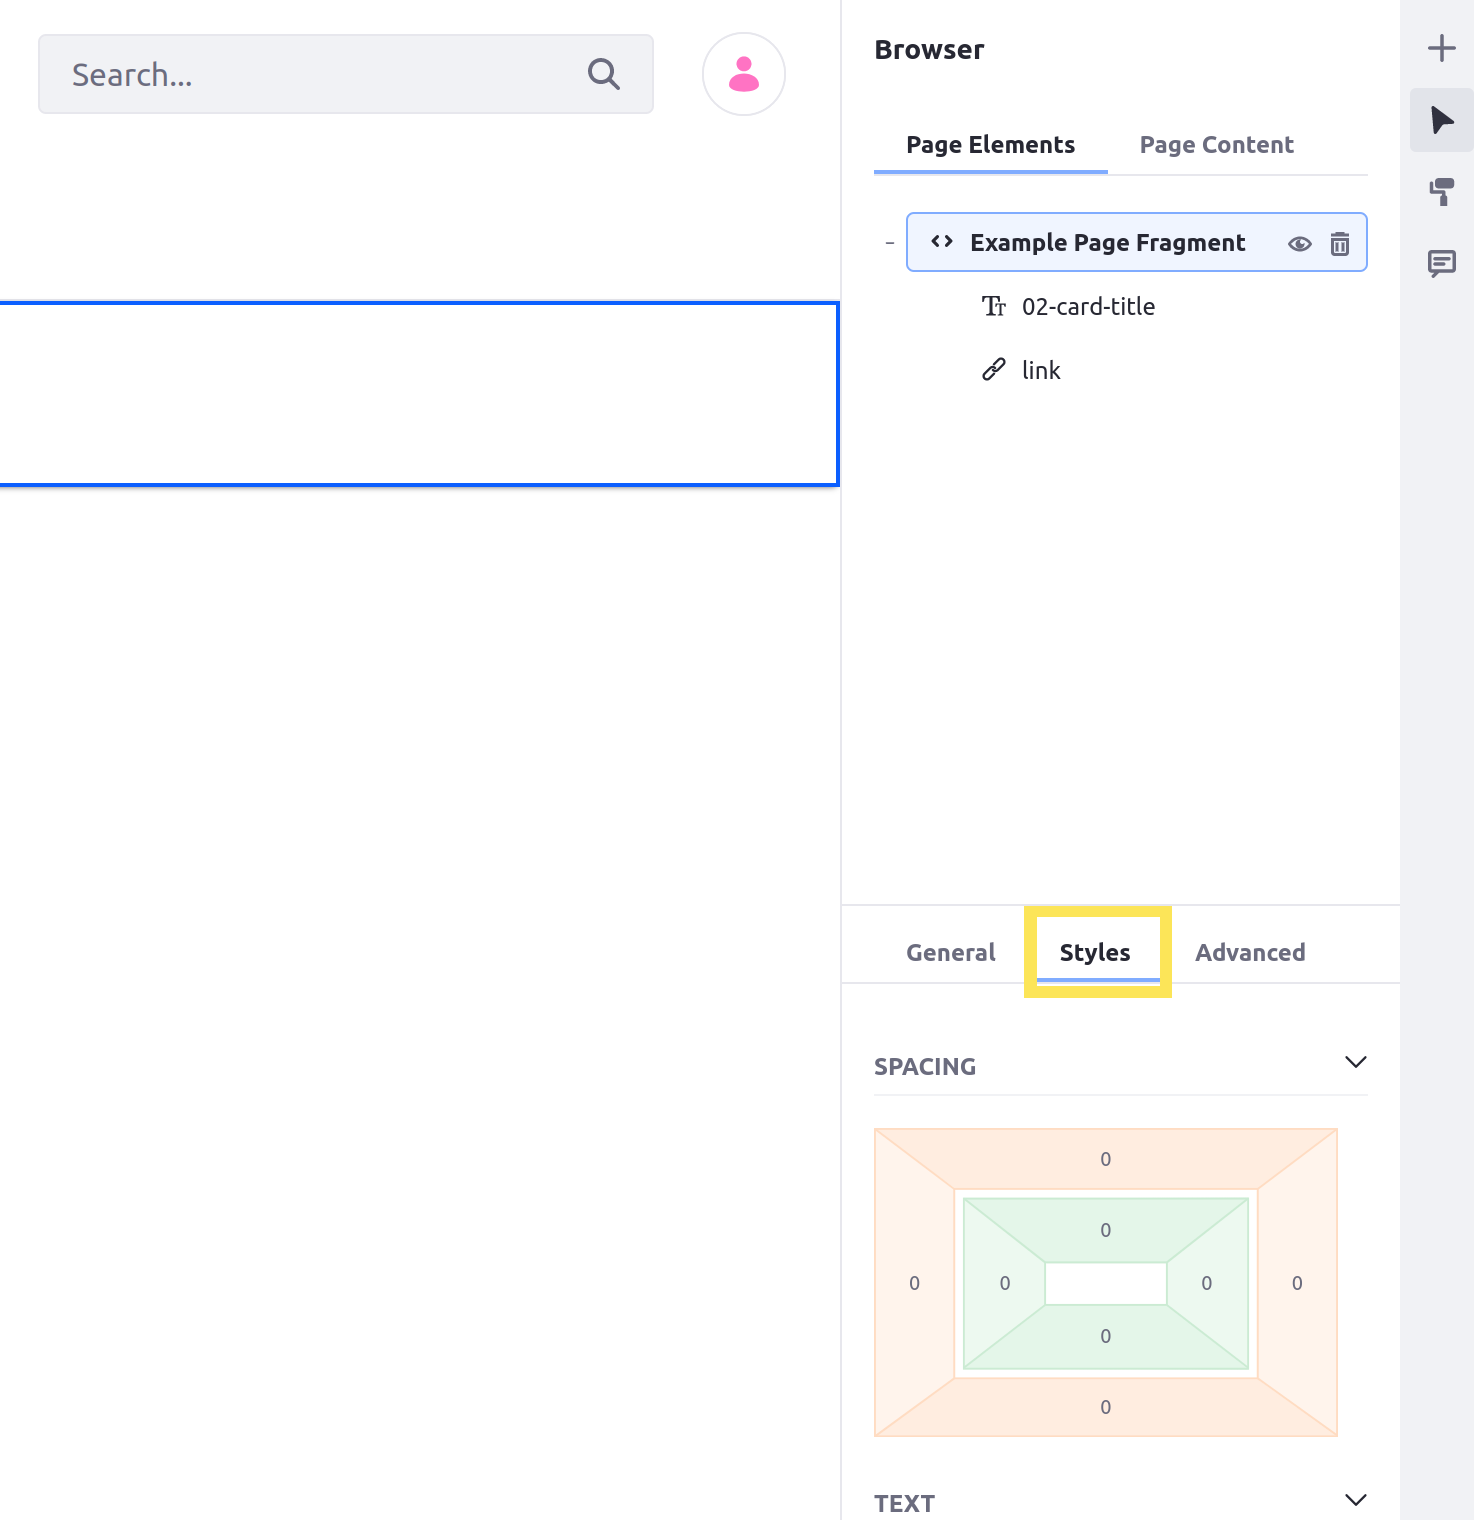 Search...
Browser
Page Elements Page Content
Example Page Fragment
02-card-title
link
General Styles Advanced
SPACING
0
0
0 0 0 0
0
0
TEXT